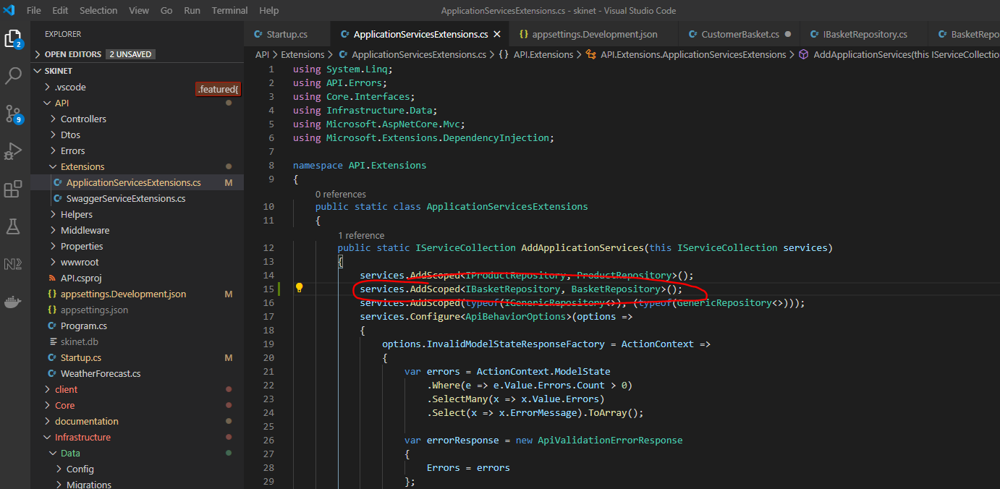 File Edit Selection View Go Run Terminal Help
ApplicationServicesExtensions.cs - skinet - Visual Studio Code
EXPLORER
OPEN EDITORS 2 UNSAVED
SKINET
.vscode
.featured{
API
Controllers
Dtos
Errors
Extensions
C# ApplicationServicesExtensions.cs M
C# SwaggerServiceExtensions.cs
Helpers
Middleware
Properties
wwwroot
API.csproj
{} appsettings.Development.json M
{} appsettings.json
C# Program.cs
skinet.db
C# Startup.cs M
C# WeatherForecast.cs
client
Core
documentation
Infrastructure
Data
Config
Migrations
2
9
C# Startup.cs
C# ApplicationServicesExtensions.cs
{} appsettings.Development.json
C# CustomerBasket.cs
C# IBasketRepository.cs
C# BasketRepo
API > Extensions > C# ApplicationServicesExtensions.cs > {} API.Extensions > API.Extensions.ApplicationServicesExtensions > AddApplicationServices(this IServiceCollectio
1 using System.Linq;
2 using API.Errors;
3 using Core.Interfaces;
4 using Infrastructure.Data;
5 using Microsoft.AspNetCore.Mvc;
6 using Microsoft.Extensions.DependencyInjection;
7
8 namespace API.Extensions
9 {
0 references
10 public static class ApplicationServicesExtensions
11 {
1 reference
12 public static IServiceCollection AddApplicationServices(this IServiceCollection services)
13 {
14 services.AddScoped<IProductRepository, ProductRepository>();
15 services.AddScoped<IBasketRepository, BasketRepository>();
16 services.AddScoped(typeof(IGenericRepository<>), (typeof(GenericRepository<>)));
17 services.Configure<ApiBehaviorOptions>(options =>
18 {
19 options.InvalidModelStateResponseFactory = ActionContext =>
20 {
21 var errors = ActionContext.ModelState
22 .Where(e => e.Value.Errors.Count > 0)
23 .SelectMany(x => x.Value.Errors)
24 .Select(x => x.ErrorMessage).ToArray();
25
26 var errorResponse = new ApiValidationErrorResponse
27 {
28 Errors = errors
29 };